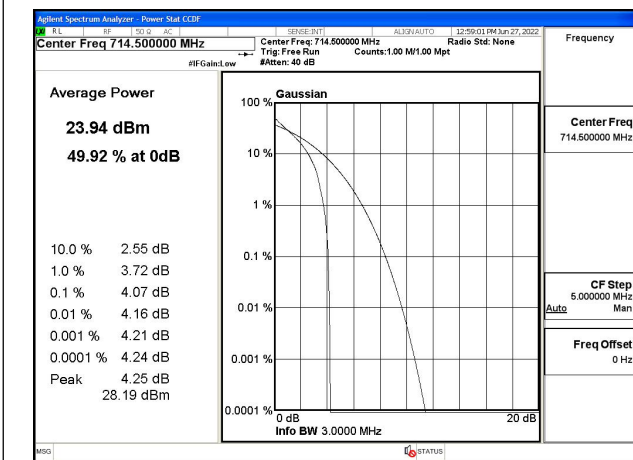 Agilent Spectrum Analyzer - Power Stat CCDF
RL RF 50 Ω AC SENSE:INT ALIGN AUTO 12:59:01 PM Jun 27, 2022
Center Freq 714.500000 MHz
Center Freq: 714.500000 MHz Radio Std: None
Trig: Free Run Counts:1.00 M/1.00 Mpt
#IFGain:Low #Atten: 40 dB
Frequency
Average Power
23.94 dBm
49.92 % at 0dB
10.0 % 2.55 dB
1.0 % 3.72 dB
0.1 % 4.07 dB
0.01 % 4.16 dB
0.001 % 4.21 dB
0.0001 % 4.24 dB
Peak 4.25 dB
28.19 dBm
Gaussian
100 %
10 %
1 %
0.1 %
0.01 %
0.001 %
0.0001 %
0 dB 20 dB
Info BW 3.0000 MHz
Center Freq
714.500000 MHz
CF Step
5.000000 MHz
Auto Man
Freq Offset
0 Hz
MSG STATUS